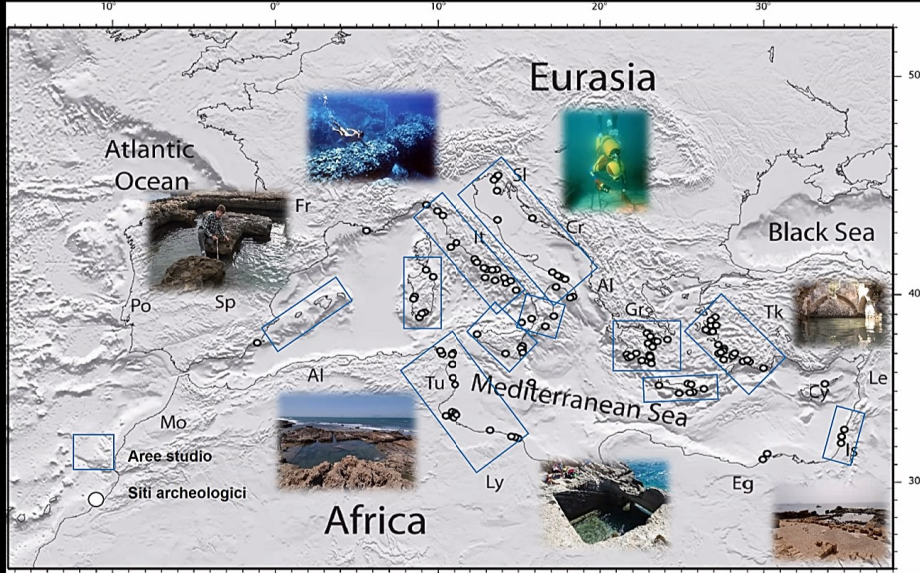 10°
0°
10°
20°
30°
50
40
30
Eurasia
Atlantic
Ocean
Black Sea
Mediterranean Sea
Africa
Fr
Sl
Cr
It
Al
Gr
Tk
Po
Sp
Al
Tu
Le
Cy
Mo
Is
Ly
Eg
Aree studio
Siti archeologici